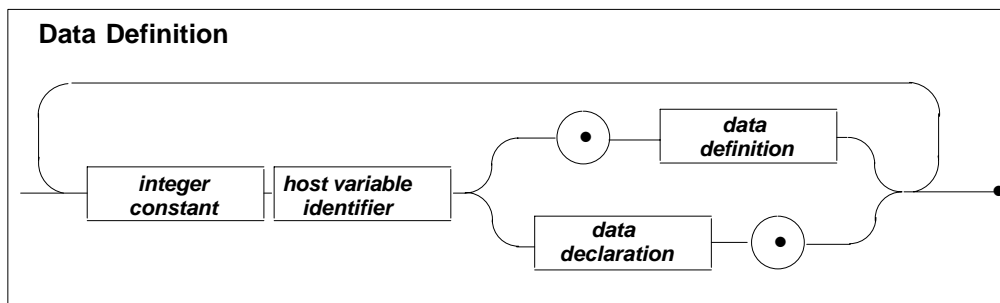 Data Definition
data
definition
integer
constant
host variable
identifier
data
declaration